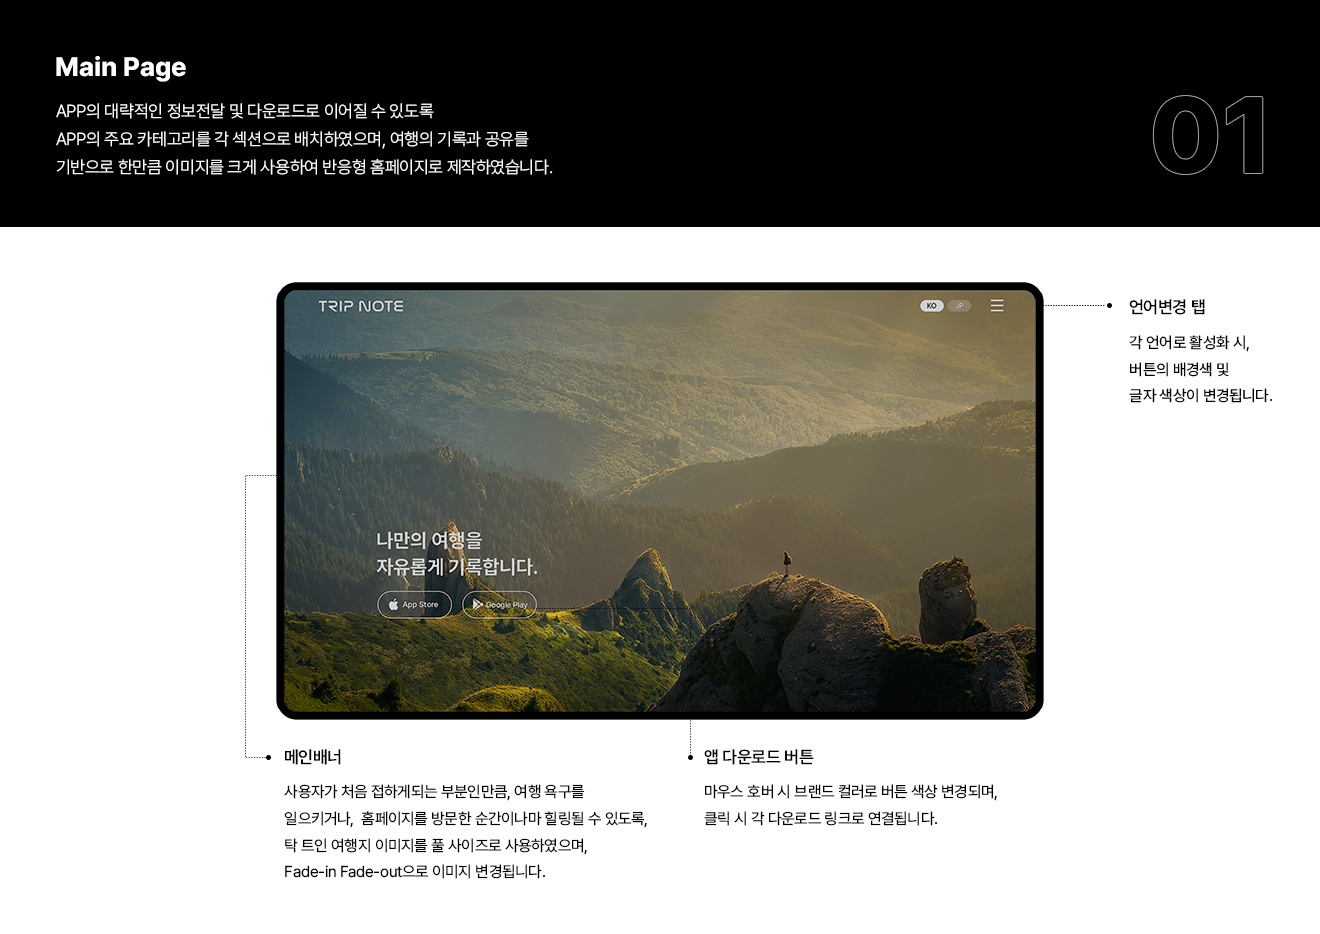 Main Page
APP의 대략적인 정보전달 및 다운로드로 이어질 수 있도록
APP의 주요 카테고리를 각 섹션으로 배치하였으며, 여행의 기록과 공유를
기반으로 한만큼 이미지를 크게 사용하여 반응형 홈페이지로 제작하였습니다.
01
TRIP NOTE
KO JP
언어변경 탭
각 언어로 활성화 시,
버튼의 배경색 및
글자 색상이 변경됩니다.
나만의 여행을
자유롭게 기록합니다.
App Store Google Play
메인배너
사용자가 처음 접하게되는 부분인만큼, 여행 욕구를
일으키거나, 홈페이지를 방문한 순간이나마 힐링될 수 있도록,
탁 트인 여행지 이미지를 풀 사이즈로 사용하였으며,
Fade-in Fade-out으로 이미지 변경됩니다.
앱 다운로드 버튼
마우스 호버 시 브랜드 컬러로 버튼 색상 변경되며,
클릭 시 각 다운로드 링크로 연결됩니다.